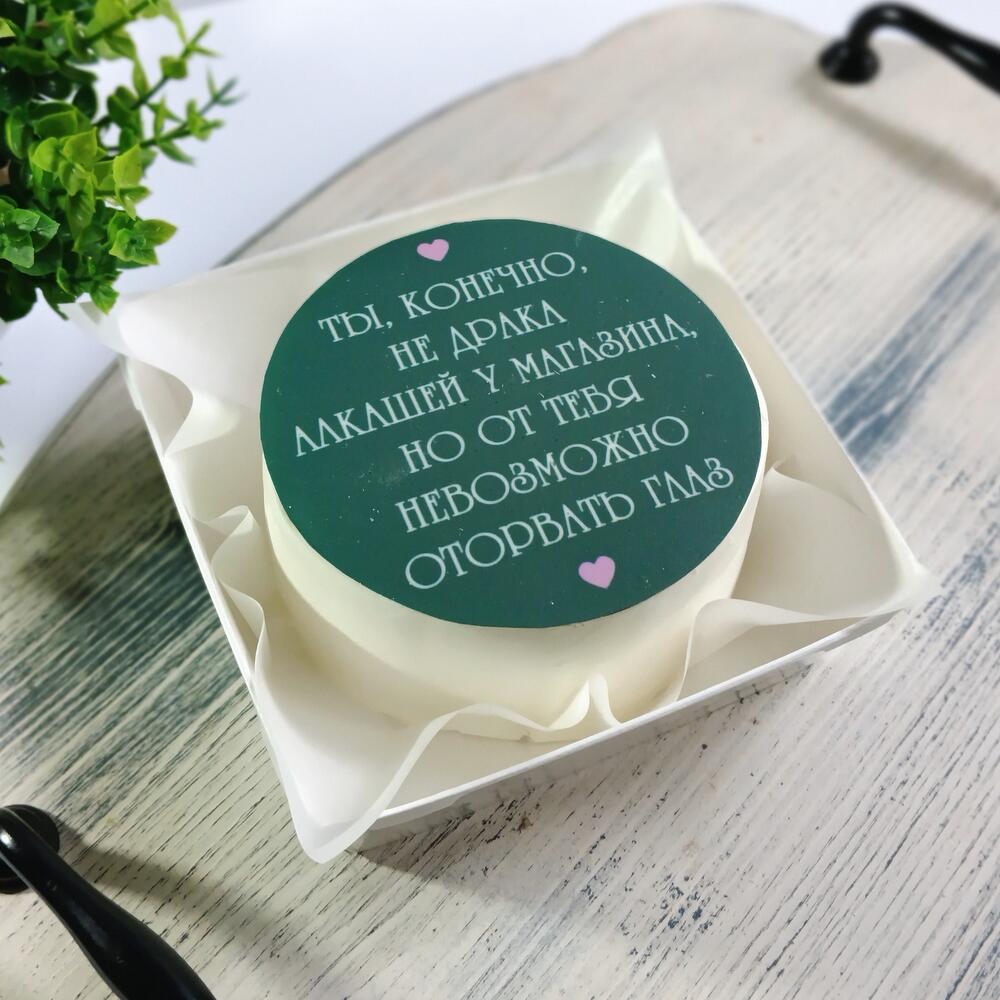 ТЫ, КОНЕЧНО,
НЕ ДРАКА
АЛКАШЕЙ У МАГАЗИНА,
НО ОТ ТЕБЯ
НЕВОЗМОЖНО
ОТОРВАТЬ ГЛАЗ